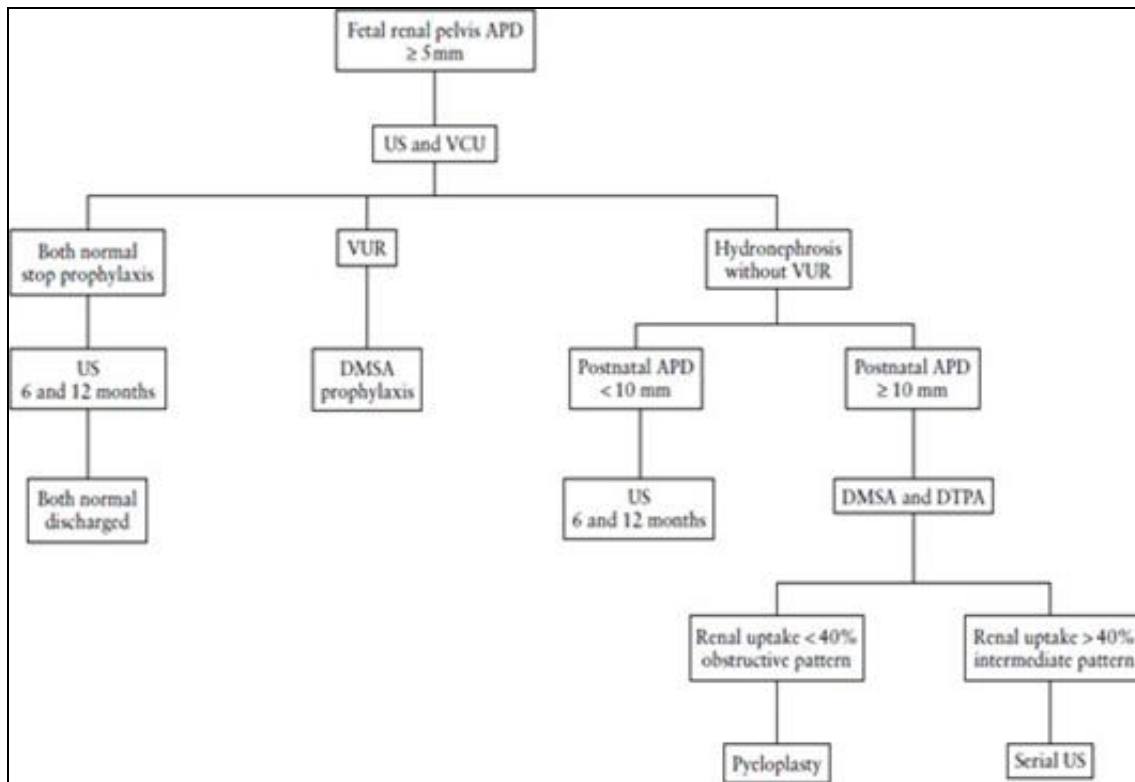 Fetal renal pelvis APD
≥ 5mm
US and VCU
Both normal
stop prophylaxis
VUR
Hydronephrosis
without VUR
US
6 and 12 months
DMSA
prophylaxis
Postnatal APD
< 10 mm
Postnatal APD
≥ 10 mm
Both normal
discharged
US
6 and 12 months
DMSA and DTPA
Renal uptake < 40%
obstructive pattern
Renal uptake > 40%
intermediate pattern
Pyeloplasty
Serial US